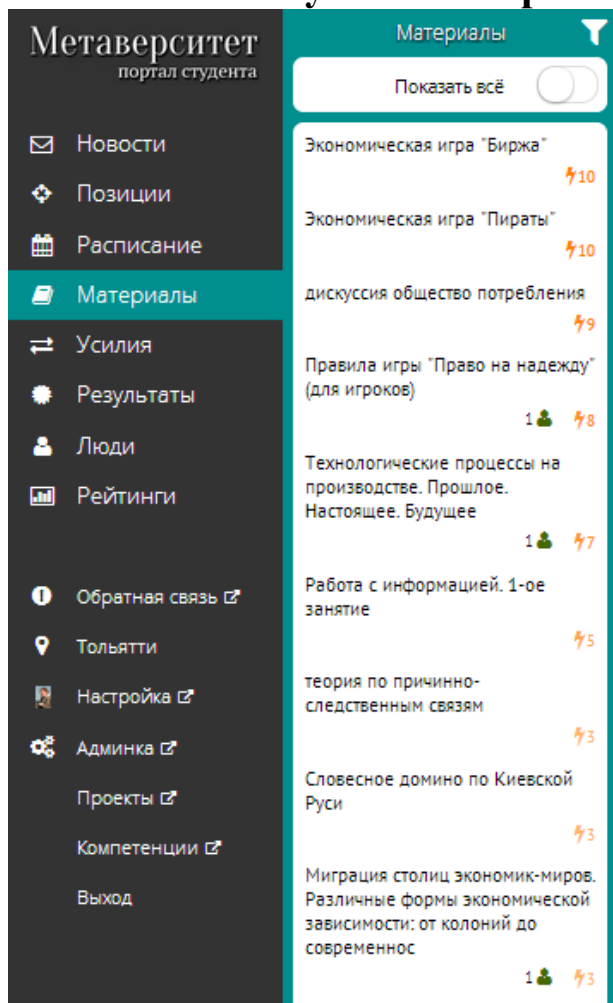 Метаверситет
портал студента
Новости
Позиции
Расписание
Материалы
Усилия
Результаты
Люди
Рейтинги
Обратная связь
Тольятти
Настройка
Админка
Проекты
Компетенции
Выход
Материалы
Показать всё
Экономическая игра "Биржа"
10
Экономическая игра "Пираты"
10
дискуссия общество потребления
9
Правила игры "Право на надежду"
(для игроков)
1 8
Технологические процессы на
производстве. Прошлое.
Настоящее. Будущее
1 7
Работа с информацией. 1-ое
занятие
5
теория по причинно-
следственным связям
3
Словесное домино по Киевской
Руси
3
Миграция столиц экономик-миров.
Различные формы экономической
зависимости: от колоний до
современнос
1 3